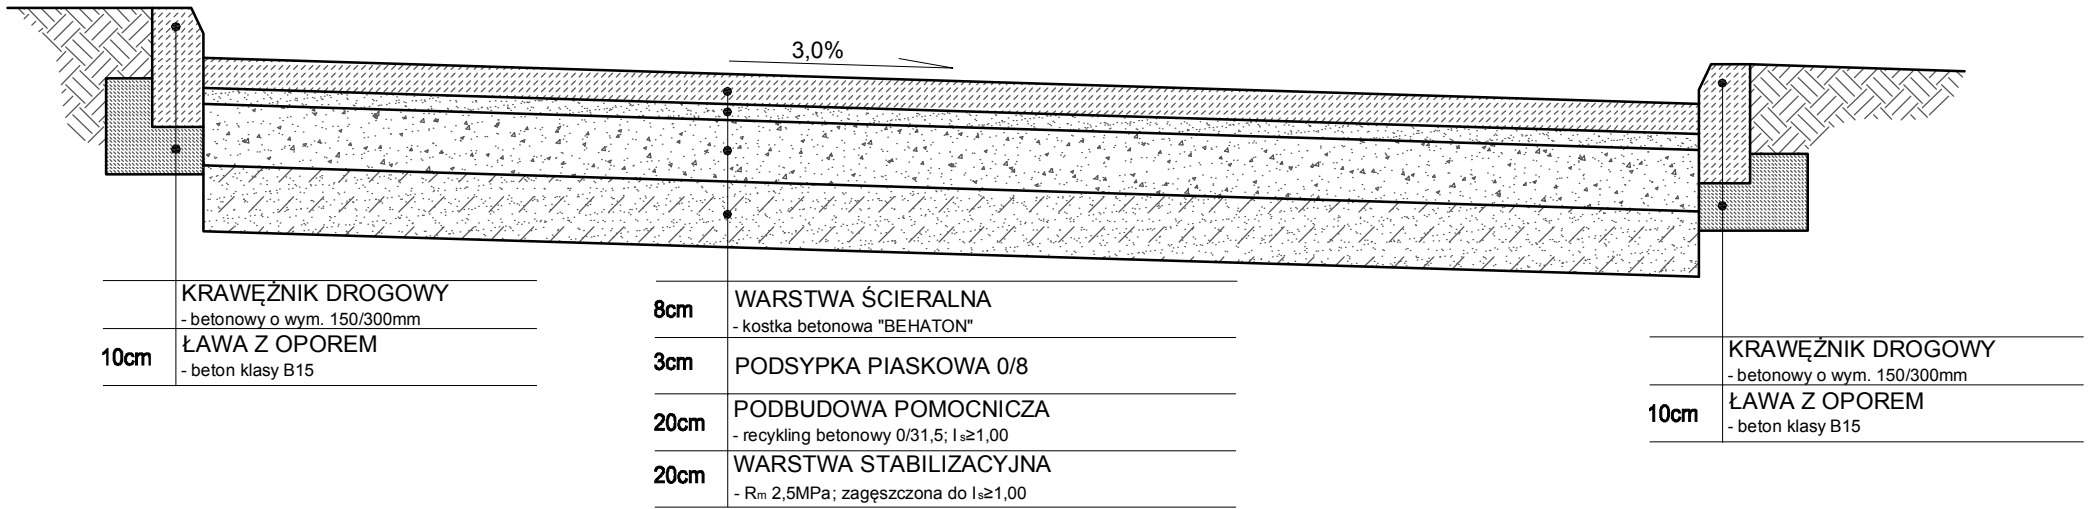 3,0%
KRAWĘŻNIK DROGOWY
- betonowy o wym. 150/300mm
10cm
ŁAWA Z OPOREM
- beton klasy B15
8cm
WARSTWA ŚCIERALNA
- kostka betonowa "BEHATON"
3cm
PODSYPKA PIASKOWA 0/8
20cm
PODBUDOWA POMOCNICZA
- recykling betonowy 0/31,5; Is≥1,00
20cm
WARSTWA STABILIZACYJNA
- Rm 2,5MPa; zagęszczona do Is≥1,00
KRAWĘŻNIK DROGOWY
- betonowy o wym. 150/300mm
10cm
ŁAWA Z OPOREM
- beton klasy B15